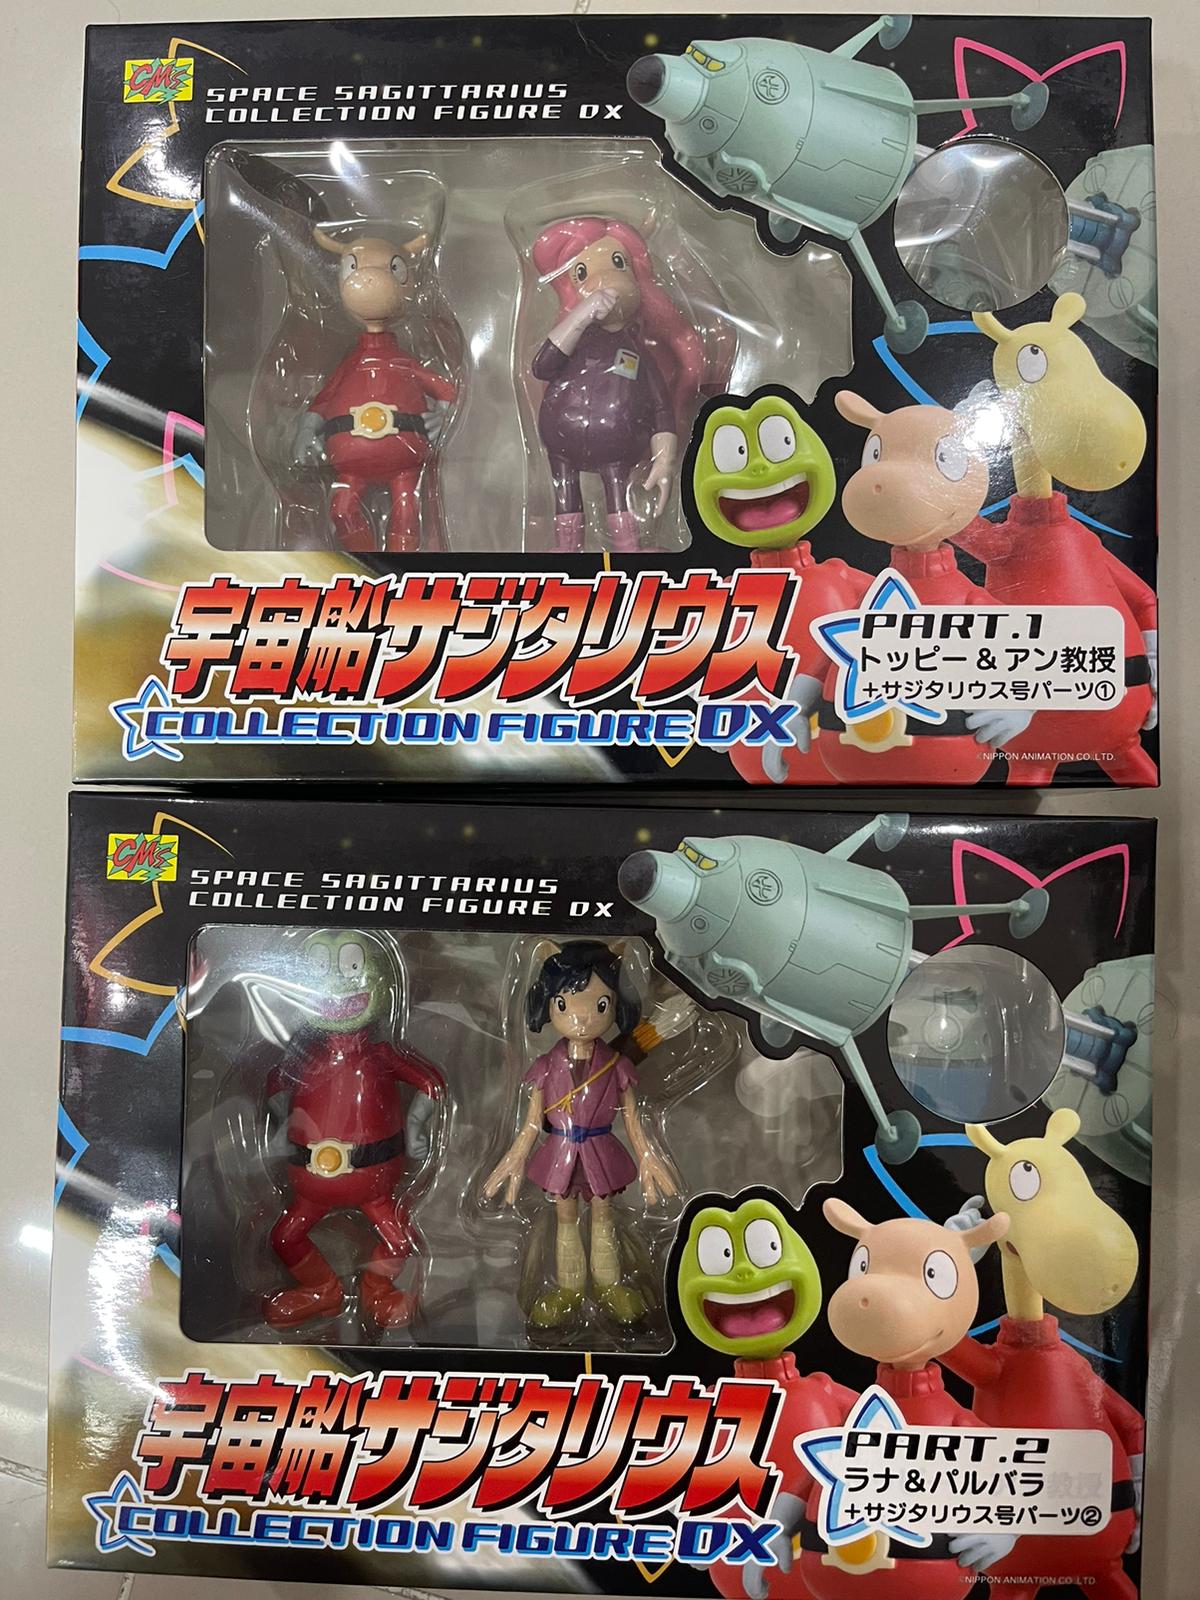 CMs
SPACE SAGITTARIUS
COLLECTION FIGURE DX
宇宙船サジタリウス
COLLECTION FIGURE DX
PART.1
トッピー&アン教授
+サジタリウス号パーツ①
©NIPPON ANIMATION CO.,LTD.
CMs
SPACE SAGITTARIUS
COLLECTION FIGURE DX
宇宙船サジタリウス
COLLECTION FIGURE DX
PART.2
ラナ&パルバラ
+サジタリウス号パーツ②
©NIPPON ANIMATION CO.,LTD.